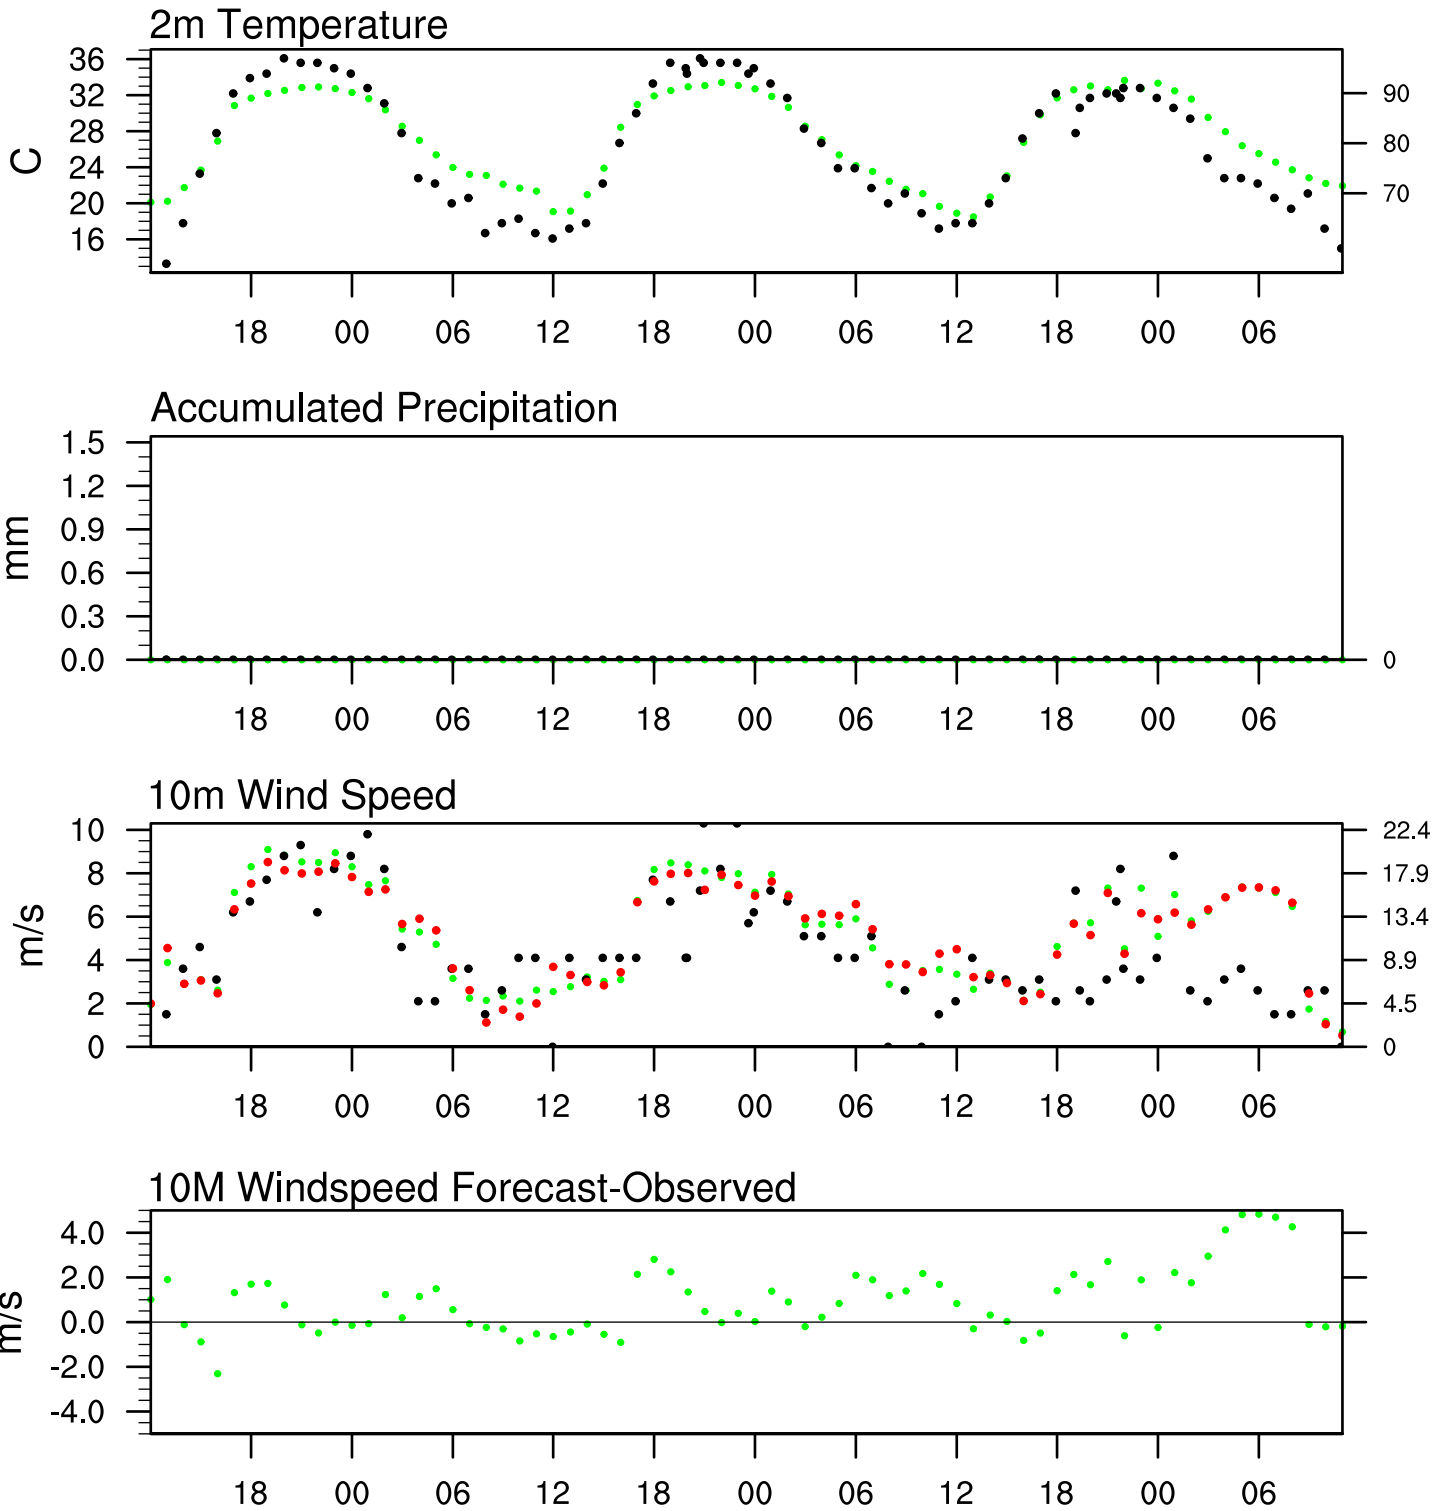 2m Temperature
36
32
28
24
20
16
C
90
80
70
18 00 06 12 18 00 06 12 18 00 06
Accumulated Precipitation
1.5
1.2
0.9
0.6
0.3
0.0
mm
0
18 00 06 12 18 00 06 12 18 00 06
10m Wind Speed
10
8
6
4
2
0
m/s
22.4
17.9
13.4
8.9
4.5
0
18 00 06 12 18 00 06 12 18 00 06
10M Windspeed Forecast-Observed
4.0
2.0
0.0
-2.0
-4.0
m/s
18 00 06 12 18 00 06 12 18 00 06